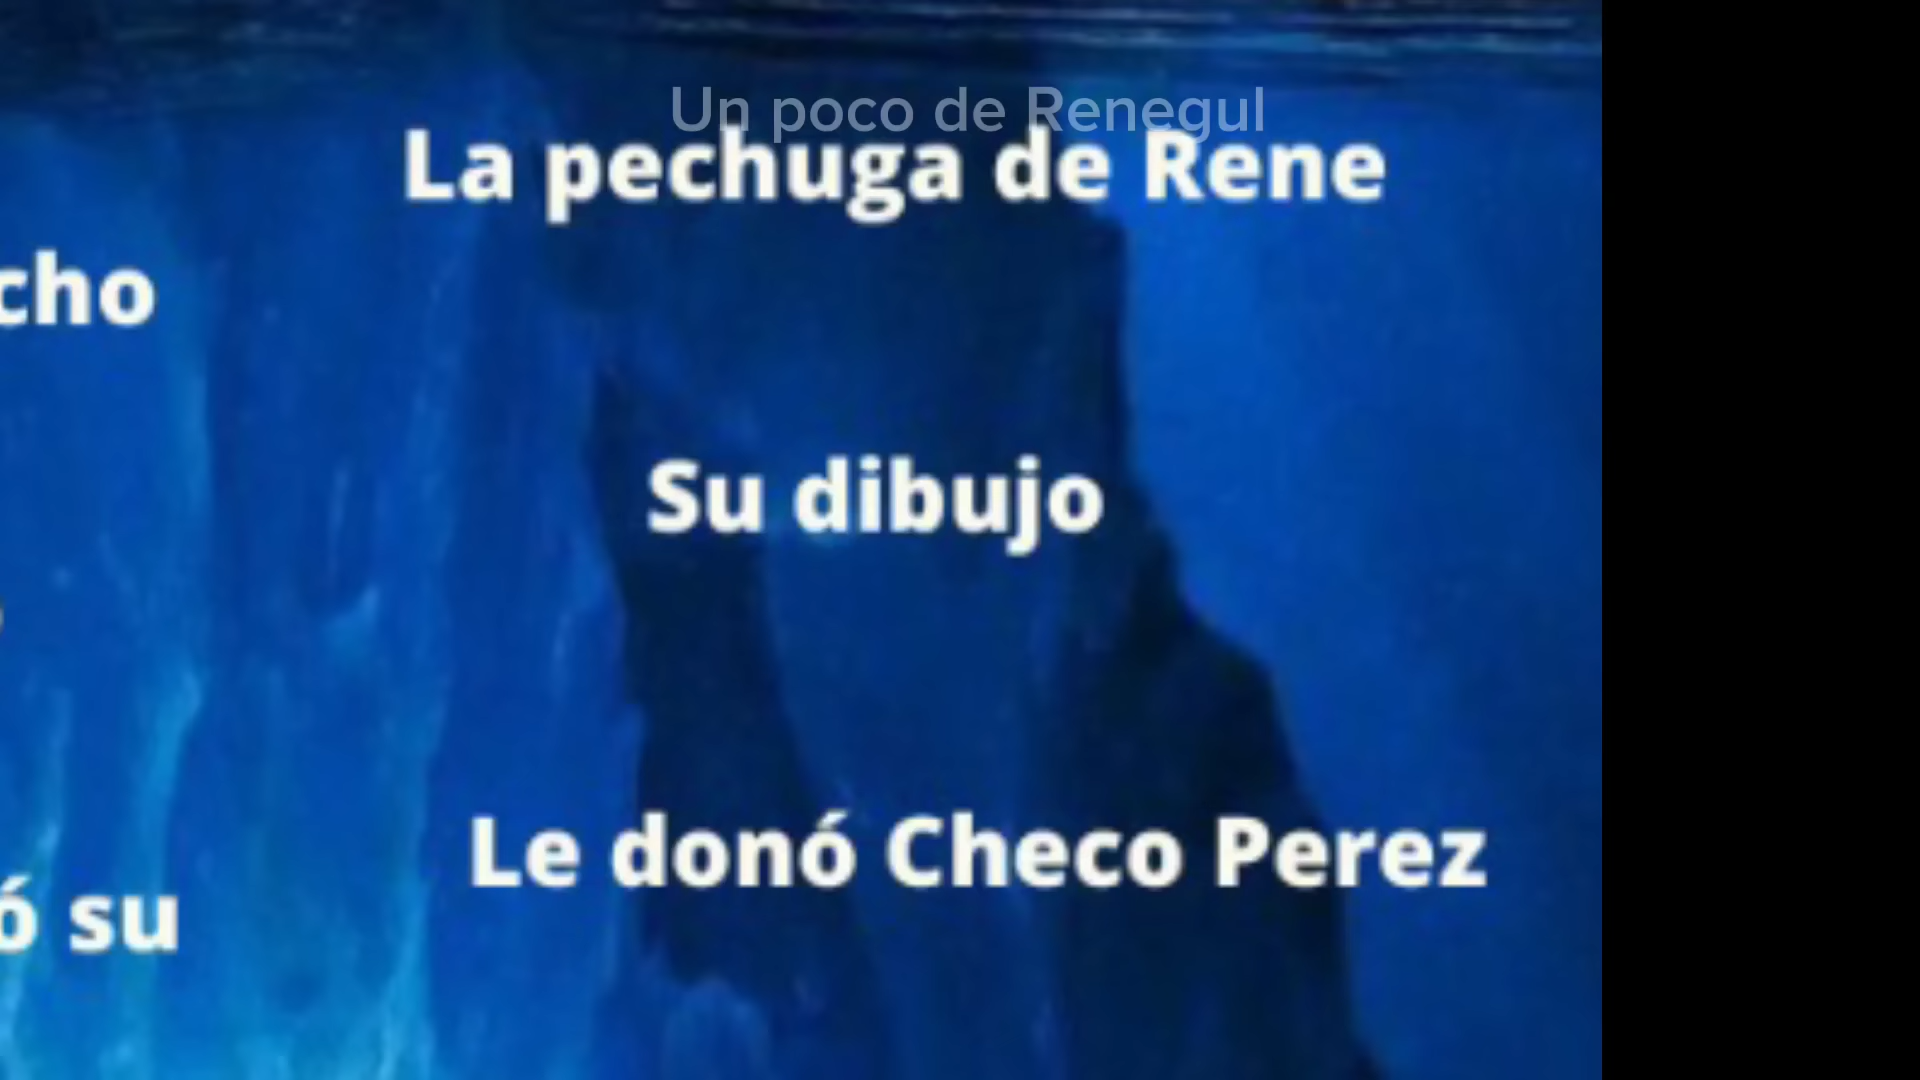 Un poco de Renegul
La pechuga de Rene
cho
Su dibujo
Le donó Checo Perez
ó su